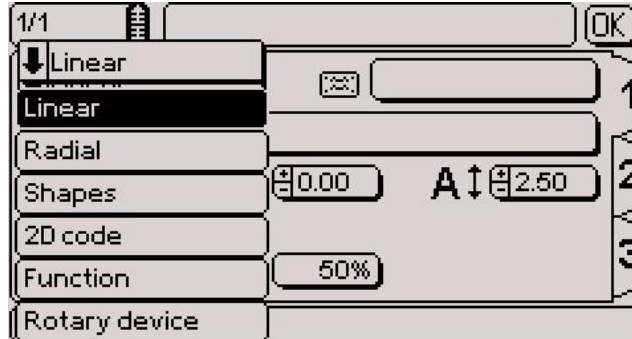 1/1
OK
Linear
Linear
1
Radial
Shapes
0.00
A
2.50
2
2D code
Function
50%
3
Rotary device